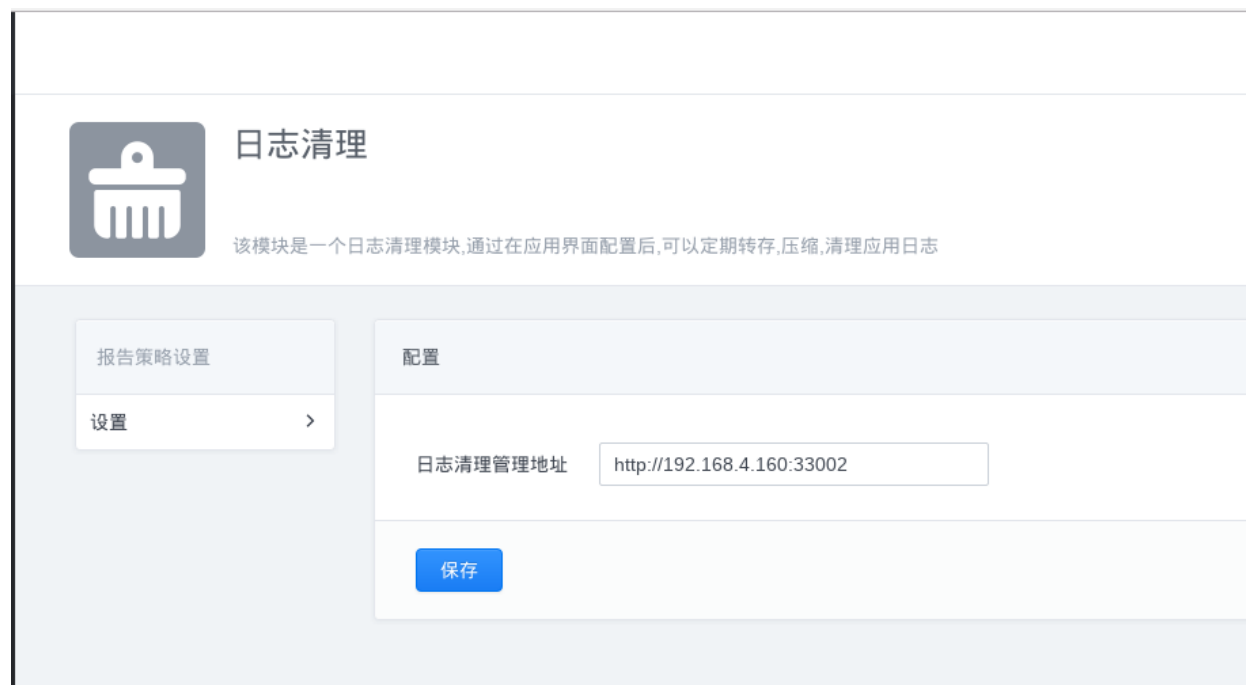 日志清理
该模块是一个日志清理模块,通过在应用界面配置后,可以定期转存,压缩,清理应用日志
报告策略设置
配置
设置
日志清理管理地址 http://192.168.4.160:33002
保存